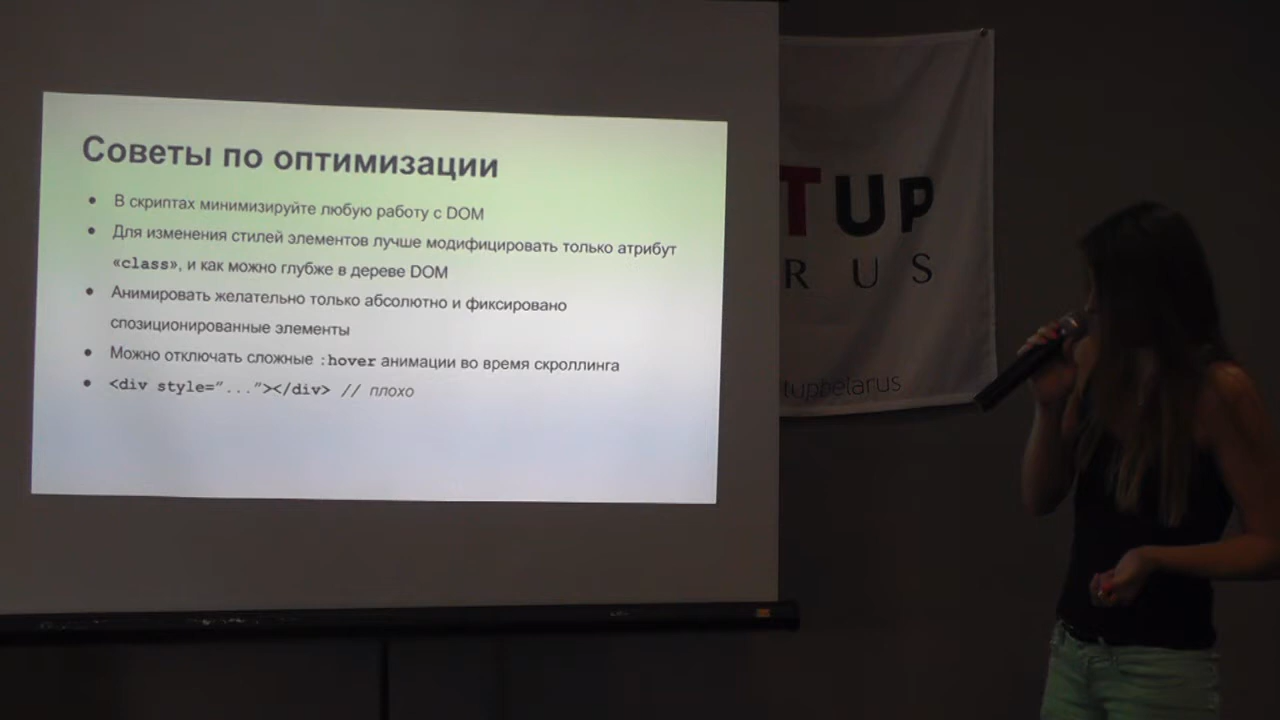 Советы по оптимизации
В скриптах минимизируйте любую работу с DOM
Для изменения стилей элементов лучше модифицировать только атрибут
«class», и как можно глубже в дереве DOM
Анимировать желательно только абсолютно и фиксировано
спозиционированные элементы
Можно отключать сложные :hover анимации во время скроллинга
<div style="..."></div> // плохо
TUP
RUS
tupbelarus